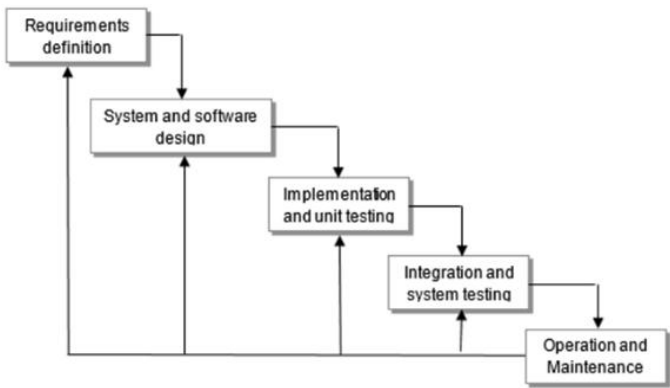 Requirements
definition
System and software
design
Implementation
and unit testing
Integration and
system testing
Operation and
Maintenance